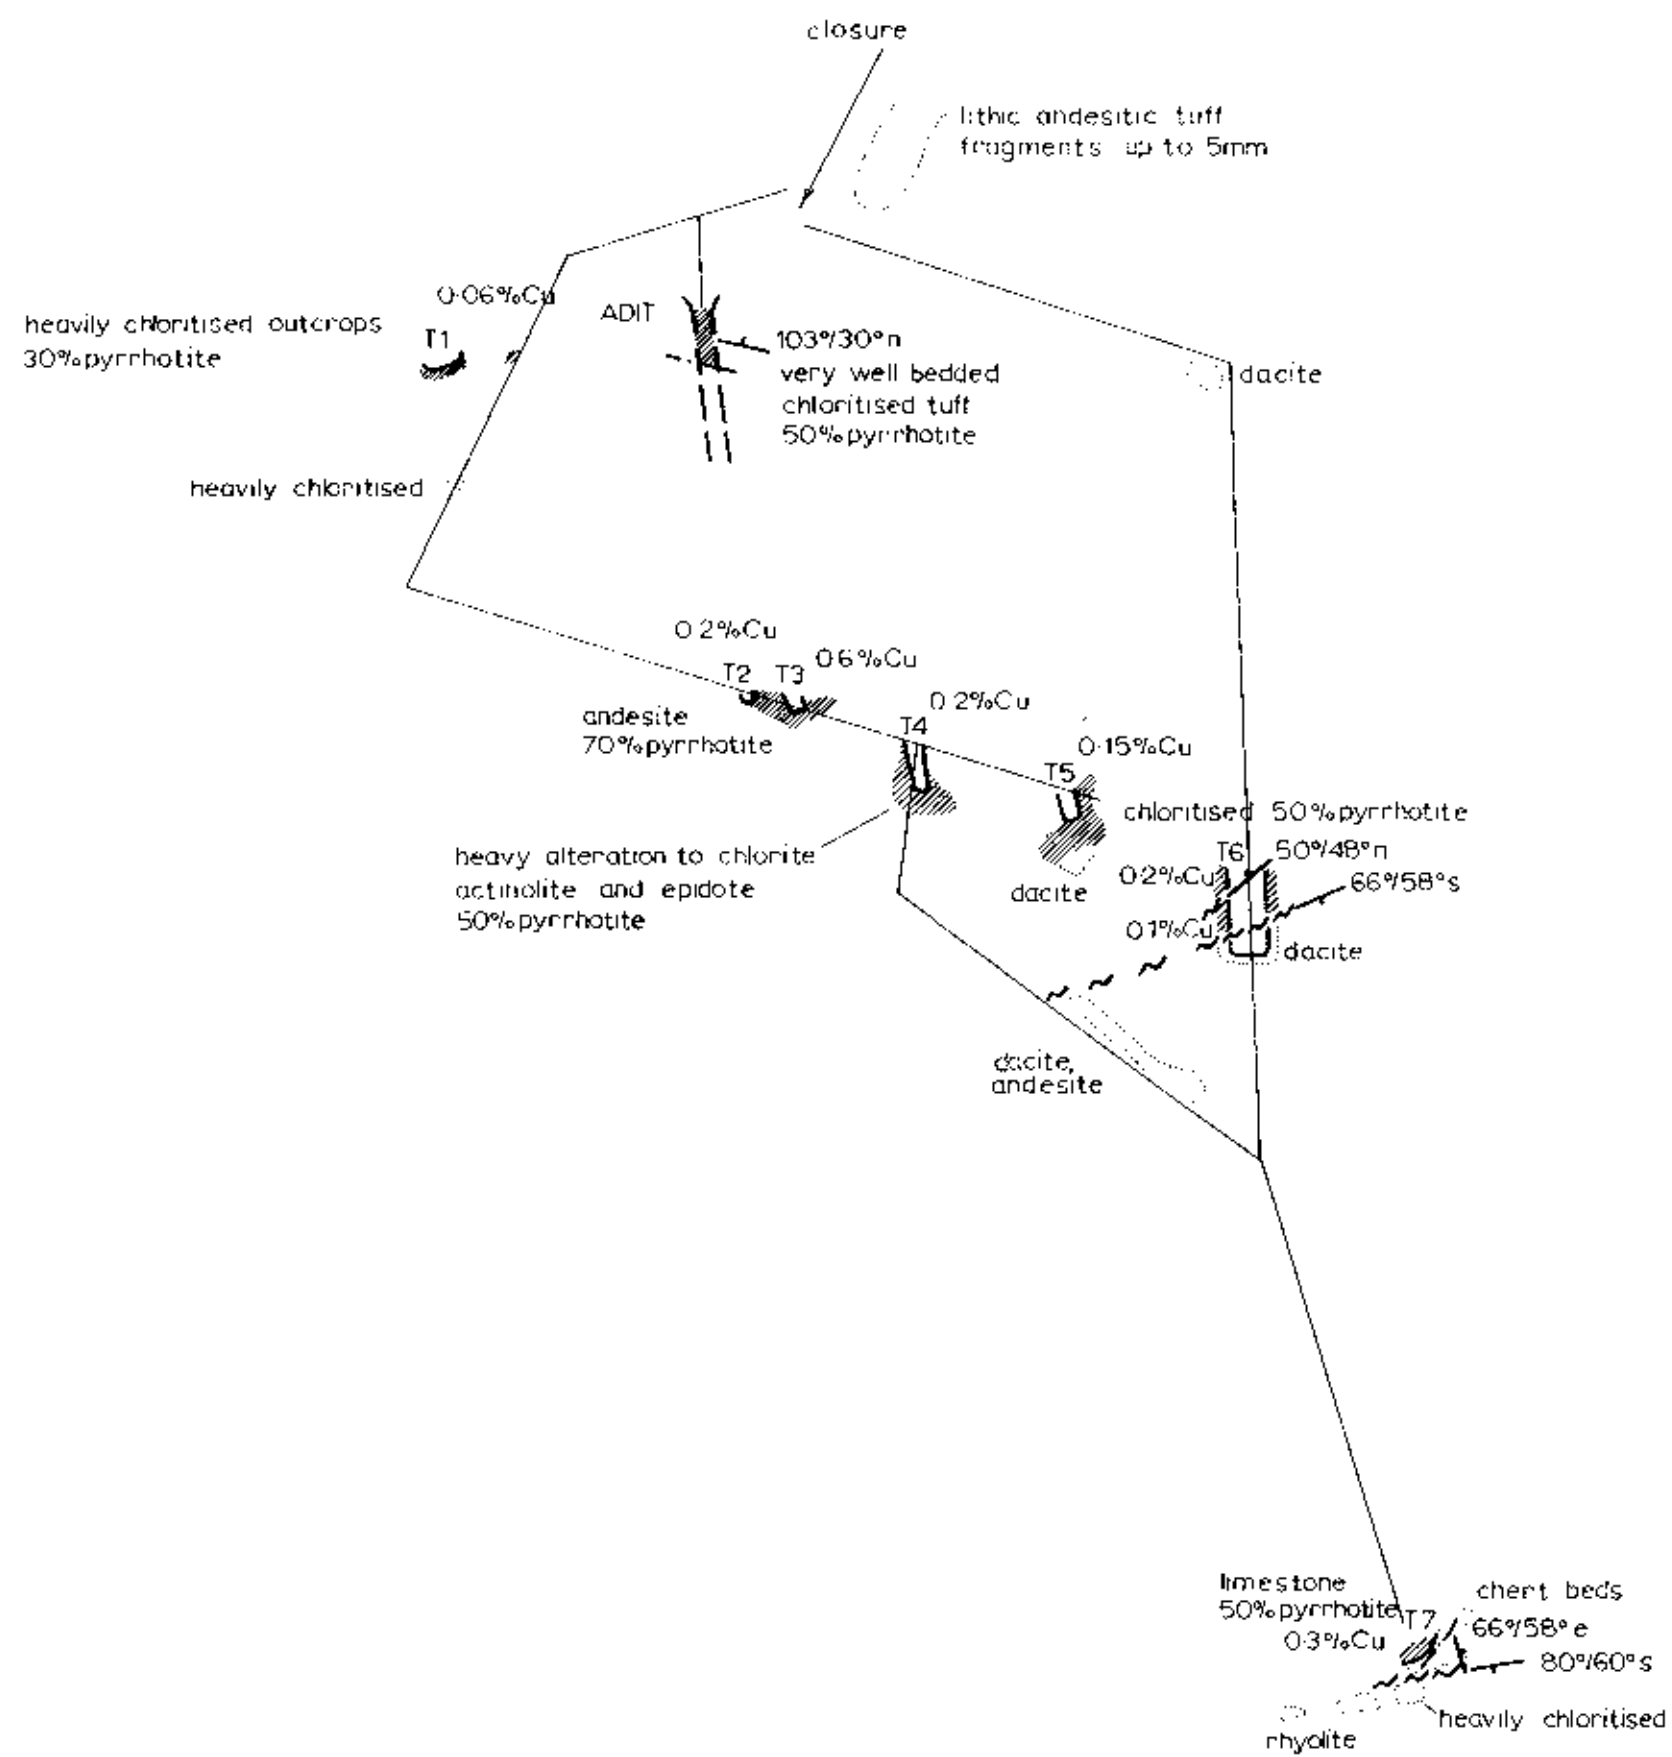 closure
lithic andesitic tuff
fragments up to 5mm
0·06%Cu
heavily chloritised outcrops
30%pyrrhotite
T1
ADIT
103°/30°n
very well bedded
chloritised tuff
50%pyrrhotite
dacite
heavily chloritised
0·2%Cu
T2
T3
0·6%Cu
andesite
70%pyrrhotite
0·2%Cu
T4
0·15%Cu
T5
chloritised 50%pyrrhotite
heavy alteration to chlorite
actinolite and epidote
50%pyrrhotite
dacite
T6
50°/48°n
0·2%Cu
66°/58°s
0·1%Cu
dacite
dacite,
andesite
limestone
50%pyrrhotite
T7
0·3%Cu
chert beds
66°/58°e
80°/60°s
heavily chloritised
rhyolite